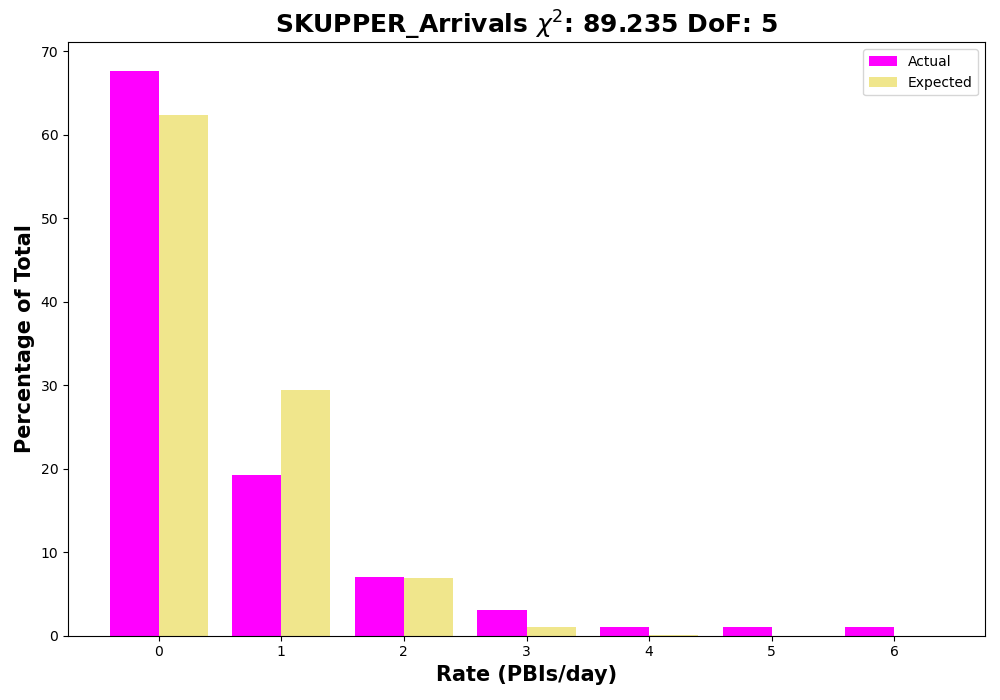 SKUPPER_Arrivals χ²: 89.235 DoF: 5
Actual
Expected
Percentage of Total
70
60
50
40
30
20
10
0
0 1 2 3 4 5 6
Rate (PBIs/day)